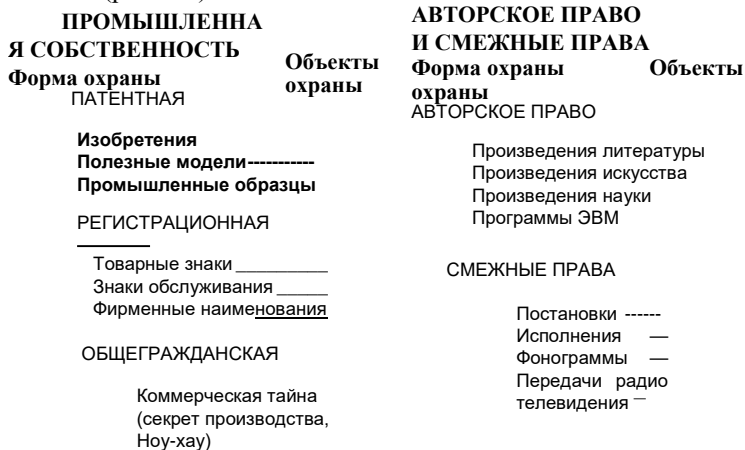 ПРОМЫШЛЕННА
Я СОБСТВЕННОСТЬ
Форма охраны
Объекты
охраны
ПАТЕНТНАЯ
Изобретения
Полезные модели-----------
Промышленные образцы
РЕГИСТРАЦИОННАЯ
Товарные знаки __________
Знаки обслуживания ______
Фирменные наименования
ОБЩЕГРАЖДАНСКАЯ
Коммерческая тайна
(секрет производства,
Ноу-хау)
АВТОРСКОЕ ПРАВО
И СМЕЖНЫЕ ПРАВА
Форма охраны Объекты
охраны
АВТОРСКОЕ ПРАВО
Произведения литературы
Произведения искусства
Произведения науки
Программы ЭВМ
СМЕЖНЫЕ ПРАВА
Постановки ------
Исполнения —
Фонограммы —
Передачи радио
телевидения —